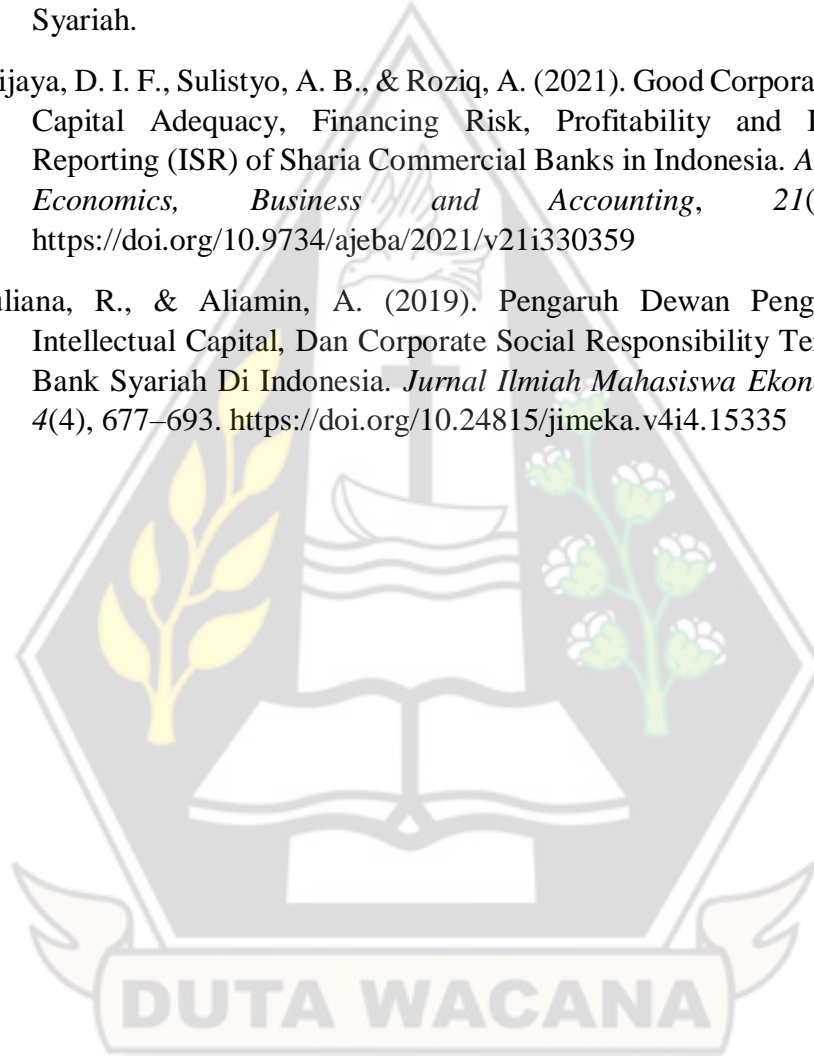 Syariah.
ijaya, D. I. F., Sulistyo, A. B., & Roziq, A. (2021). Good Corpora
Capital Adequacy, Financing Risk, Profitability and
Reporting (ISR) of Sharia Commercial Banks in Indonesia. A
Economics, Business and Accounting, 21(
https://doi.org/10.9734/ajeba/2021/v21i330359
uliana, R., & Aliamin, A. (2019). Pengaruh Dewan Peng
Intellectual Capital, Dan Corporate Social Responsibility Te
Bank Syariah Di Indonesia. Jurnal Ilmiah Mahasiswa Ekon
4(4), 677–693. https://doi.org/10.24815/jimeka.v4i4.15335
DUTA WACANA